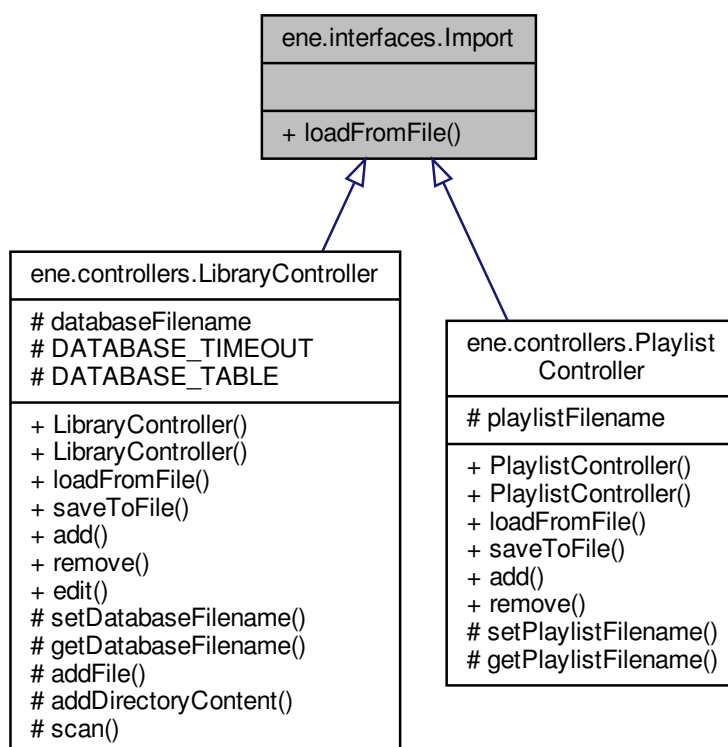 ene.interfaces.Import
+ loadFromFile()
ene.controllers.LibraryController
# databaseFilename
# DATABASE_TIMEOUT
# DATABASE_TABLE
+ LibraryController()
+ LibraryController()
+ loadFromFile()
+ saveToFile()
+ add()
+ remove()
+ edit()
# setDatabaseFilename()
# getDatabaseFilename()
# addFile()
# addDirectoryContent()
# scan()
ene.controllers.Playlist
Controller
# playlistFilename
+ PlaylistController()
+ PlaylistController()
+ loadFromFile()
+ saveToFile()
+ add()
+ remove()
# setPlaylistFilename()
# getPlaylistFilename()